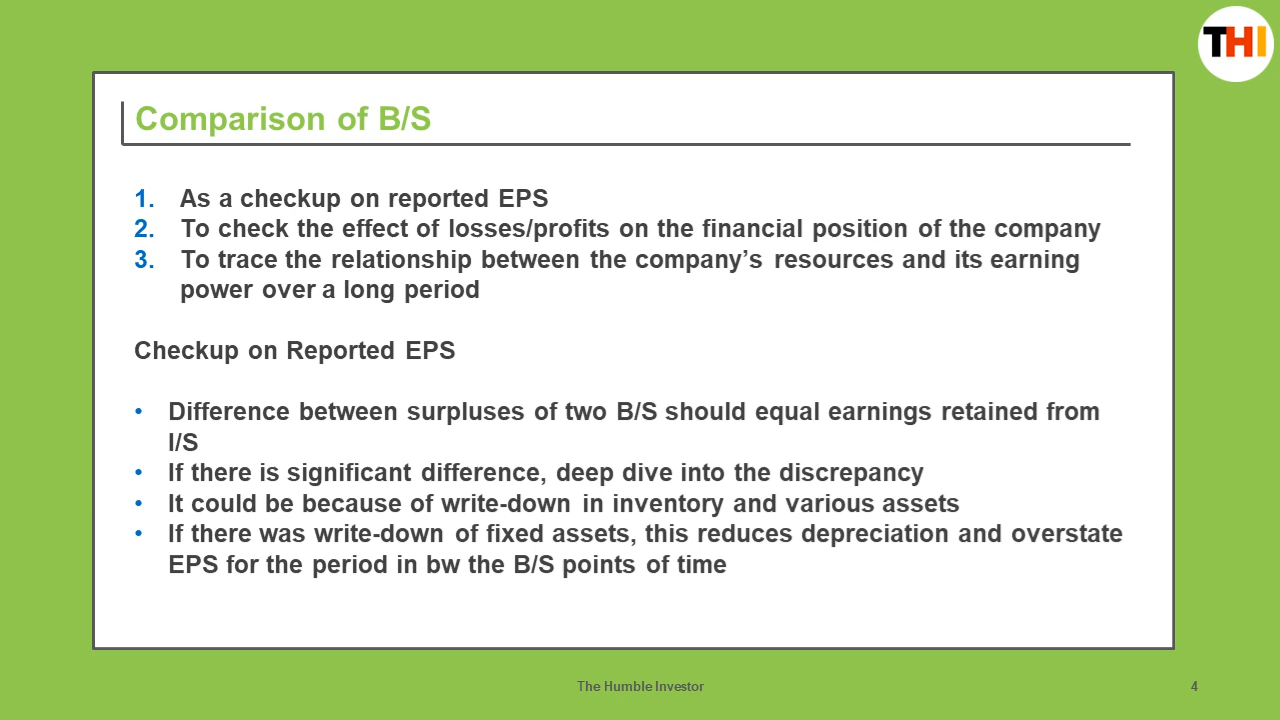 THI
Comparison of B/S
1. As a checkup on reported EPS
2. To check the effect of losses/profits on the financial position of the company
3. To trace the relationship between the company’s resources and its earning
power over a long period
Checkup on Reported EPS
• Difference between surpluses of two B/S should equal earnings retained from
I/S
• If there is significant difference, deep dive into the discrepancy
• It could be because of write-down in inventory and various assets
• If there was write-down of fixed assets, this reduces depreciation and overstate
EPS for the period in bw the B/S points of time
The Humble Investor
4